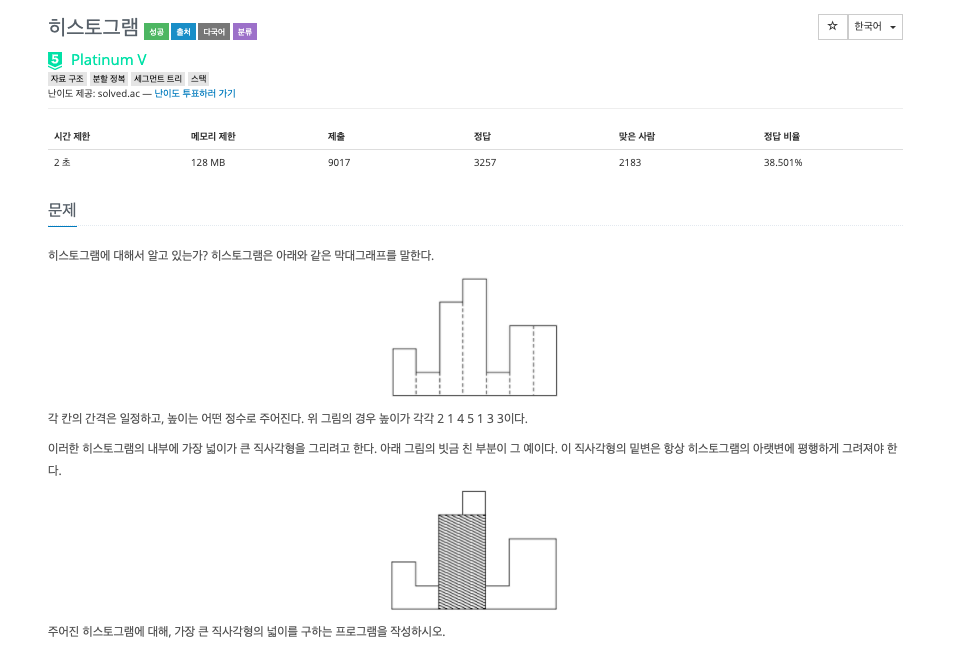 히스토그램 성공 출처 다국어 분류
☆ 한국어
5 Platinum V
자료 구조 분할 정복 세그먼트 트리 스택
난이도 제공: solved.ac — 난이도 투표하러 가기
시간 제한 메모리 제한 제출 정답 맞은 사람 정답 비율
2 초 128 MB 9017 3257 2183 38.501%
문제
히스토그램에 대해서 알고 있는가? 히스토그램은 아래와 같은 막대그래프를 말한다.
각 칸의 간격은 일정하고, 높이는 어떤 정수로 주어진다. 위 그림의 경우 높이가 각각 2 1 4 5 1 3 3이다.
이러한 히스토그램의 내부에 가장 넓이가 큰 직사각형을 그리려고 한다. 아래 그림의 빗금 친 부분이 그 예이다. 이 직사각형의 밑변은 항상 히스토그램의 아랫변에 평행하게 그려져야 한
다.
주어진 히스토그램에 대해, 가장 큰 직사각형의 넓이를 구하는 프로그램을 작성하시오.